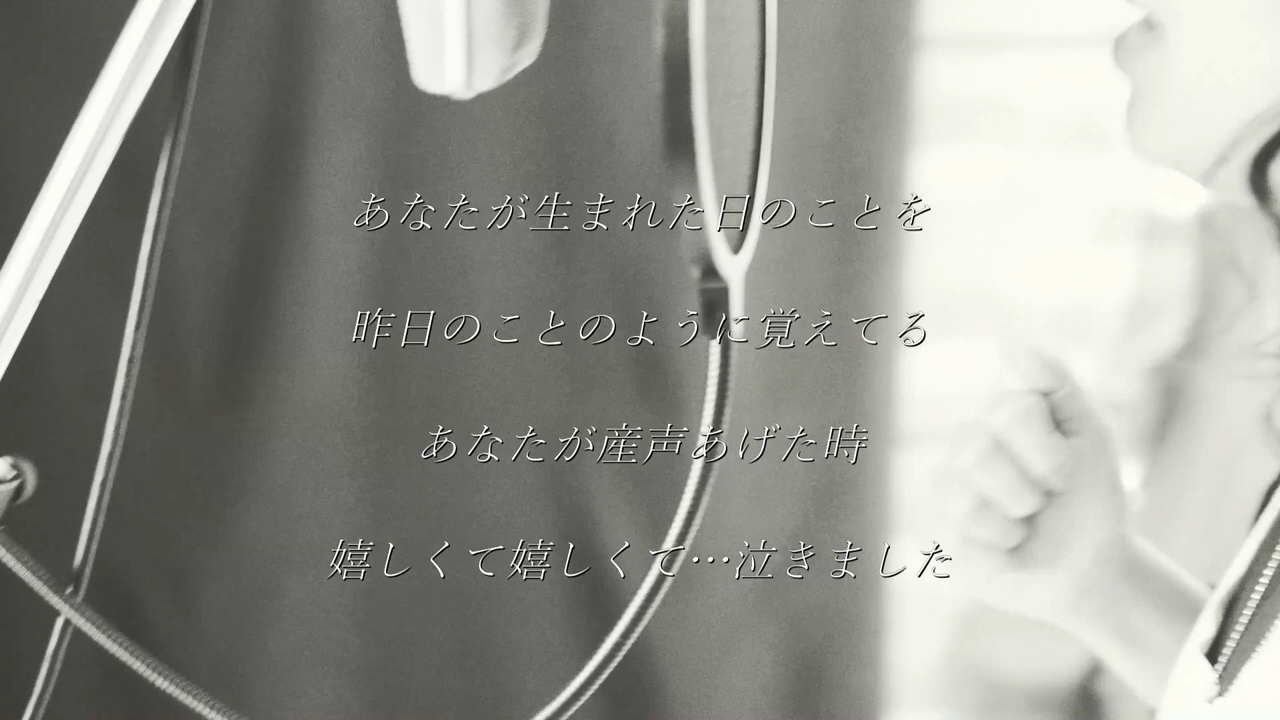 あなたが生まれた日のことを
昨日のことのように覚えてる
あなたが産声あげた時
嬉しくて嬉しくて…泣きました